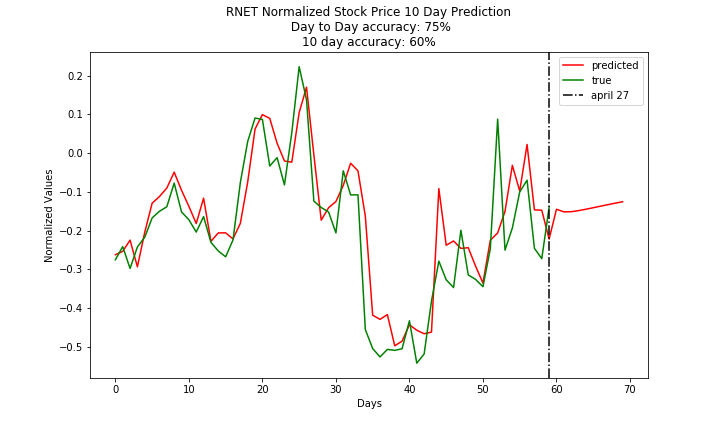 RNET Normalized Stock Price 10 Day Prediction
Day to Day accuracy: 75%
10 day accuracy: 60%
predicted
true
april 27
Normalized Values
0.2
0.1
0.0
−0.1
−0.2
−0.3
−0.4
−0.5
0 10 20 30 40 50 60 70
Days